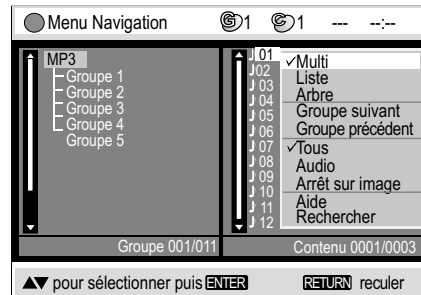 Menu Navigation G1 C1 --- --:--
MP3
Groupe 1
Groupe 2
Groupe 3
Groupe 4
Groupe 5
01
02
03
04
05
06
07
08
09
10
11
12
✓Multi
Liste
Arbre
Groupe suivant
Groupe précédent
✓Tous
Audio
Arrêt sur image
Aide
Rechercher
Groupe 001/011
Contenu 0001/0003
▲▼ pour sélectionner puis ENTER
RETURN reculer